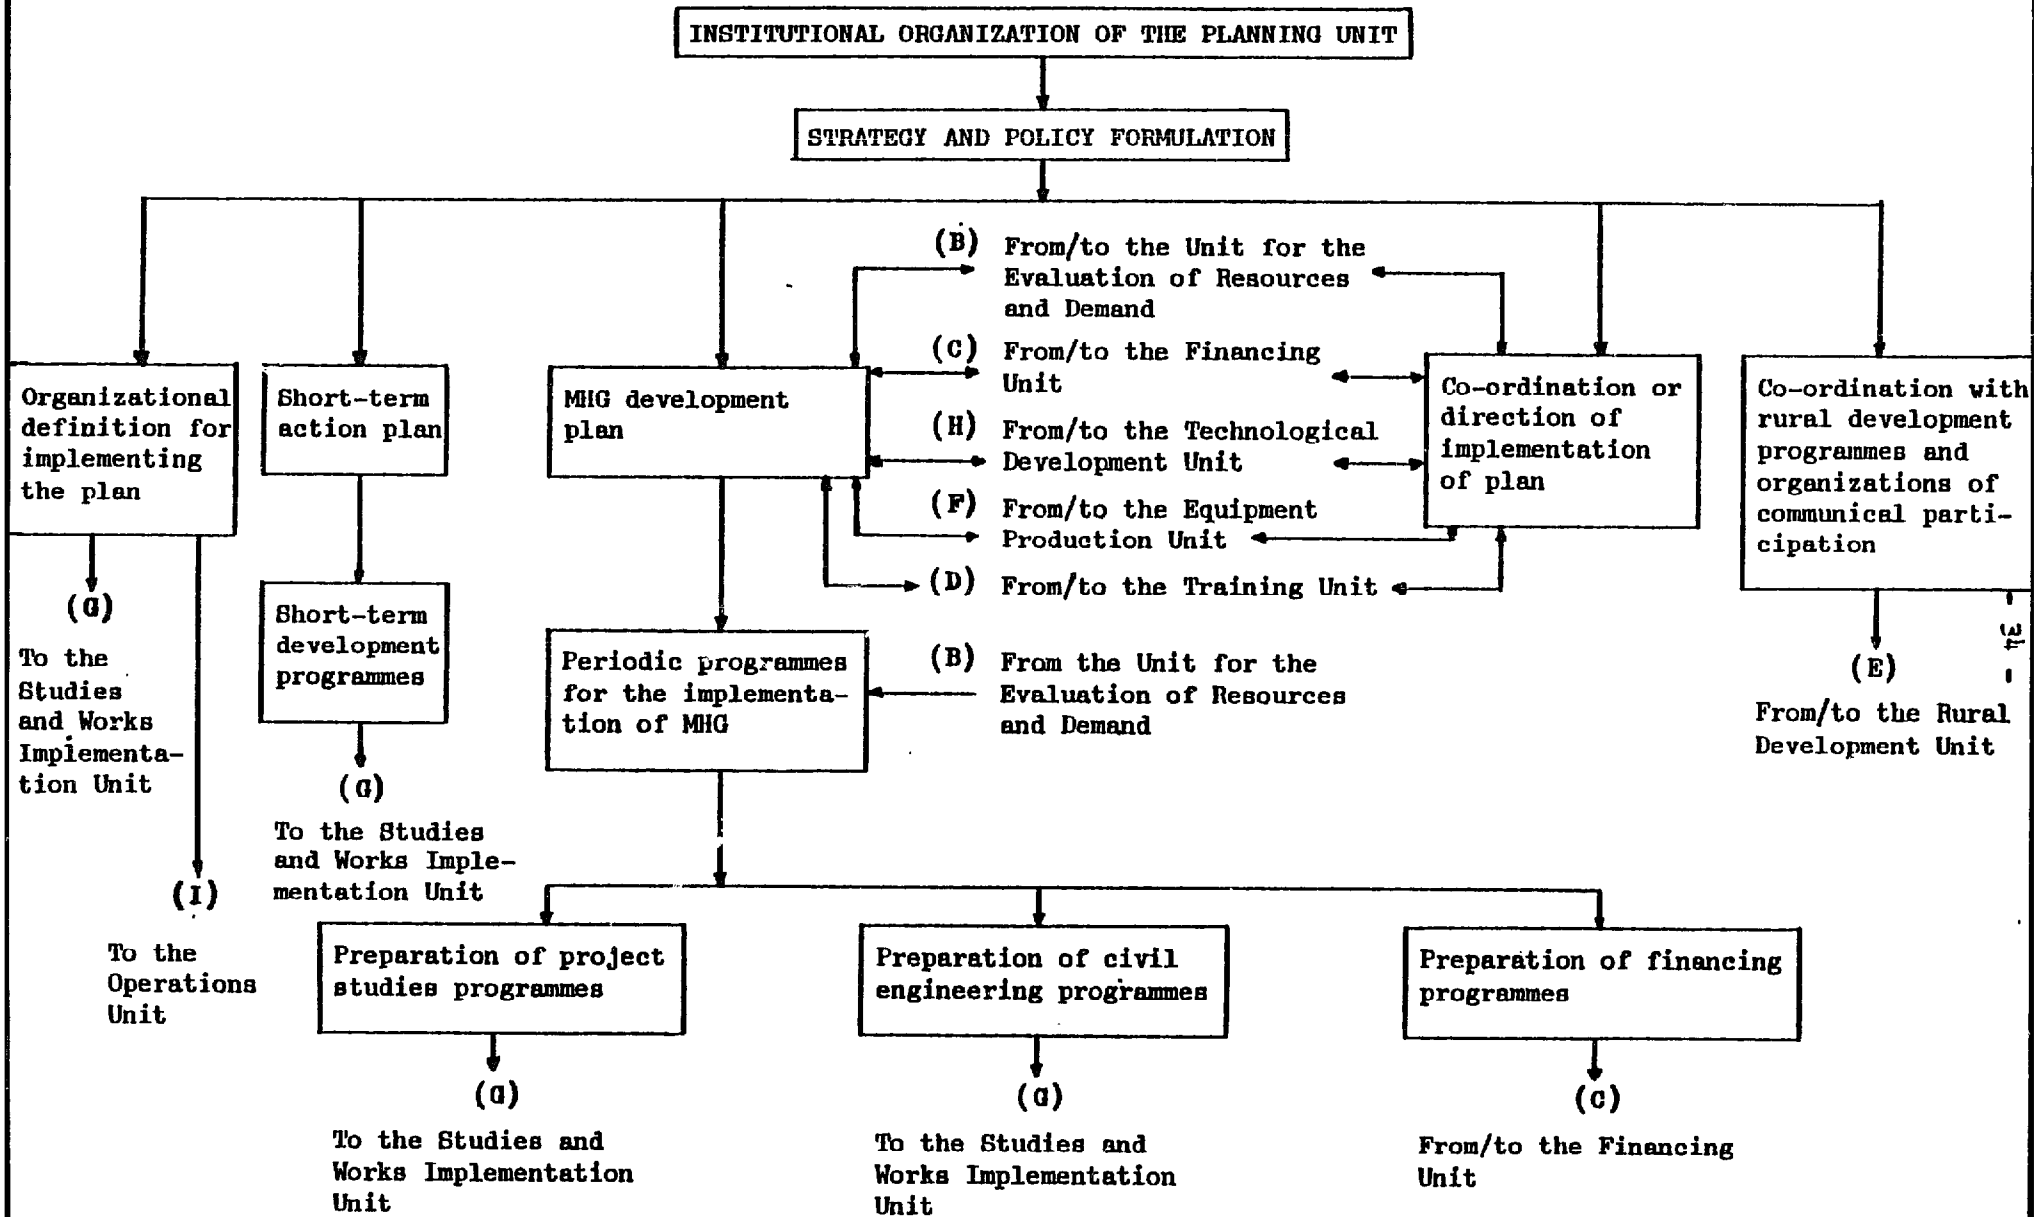 INSTITUTIONAL ORGANIZATION OF THE PLANNING UNIT
STRATEGY AND POLICY FORMULATION
Organizational
definition for
implementing
the plan
(G)
To the
Studies
and Works
Implementa-
tion Unit
(I)
To the
Operations
Unit
Short-term
action plan
Short-term
development
programmes
(G)
To the Studies
and Works Imple-
mentation Unit
MHG development
plan
(B) From/to the Unit for the
Evaluation of Resources
and Demand
(C) From/to the Financing
Unit
(H) From/to the Technological
Development Unit
(F) From/to the Equipment
Production Unit
(D) From/to the Training Unit
Co-ordination or
direction of
implementation
of plan
Co-ordination with
rural development
programmes and
organizations of
communical parti-
cipation
(E)
From/to the Rural
Development Unit
- 34 -
Periodic programmes
for the implementa-
tion of MHG
(B) From the Unit for the
Evaluation of Resources
and Demand
Preparation of project
studies programmes
(G)
To the Studies and
Works Implementation
Unit
Preparation of civil
engineering programmes
(G)
To the Studies and
Works Implementation
Unit
Preparation of financing
programmes
(C)
From/to the Financing
Unit